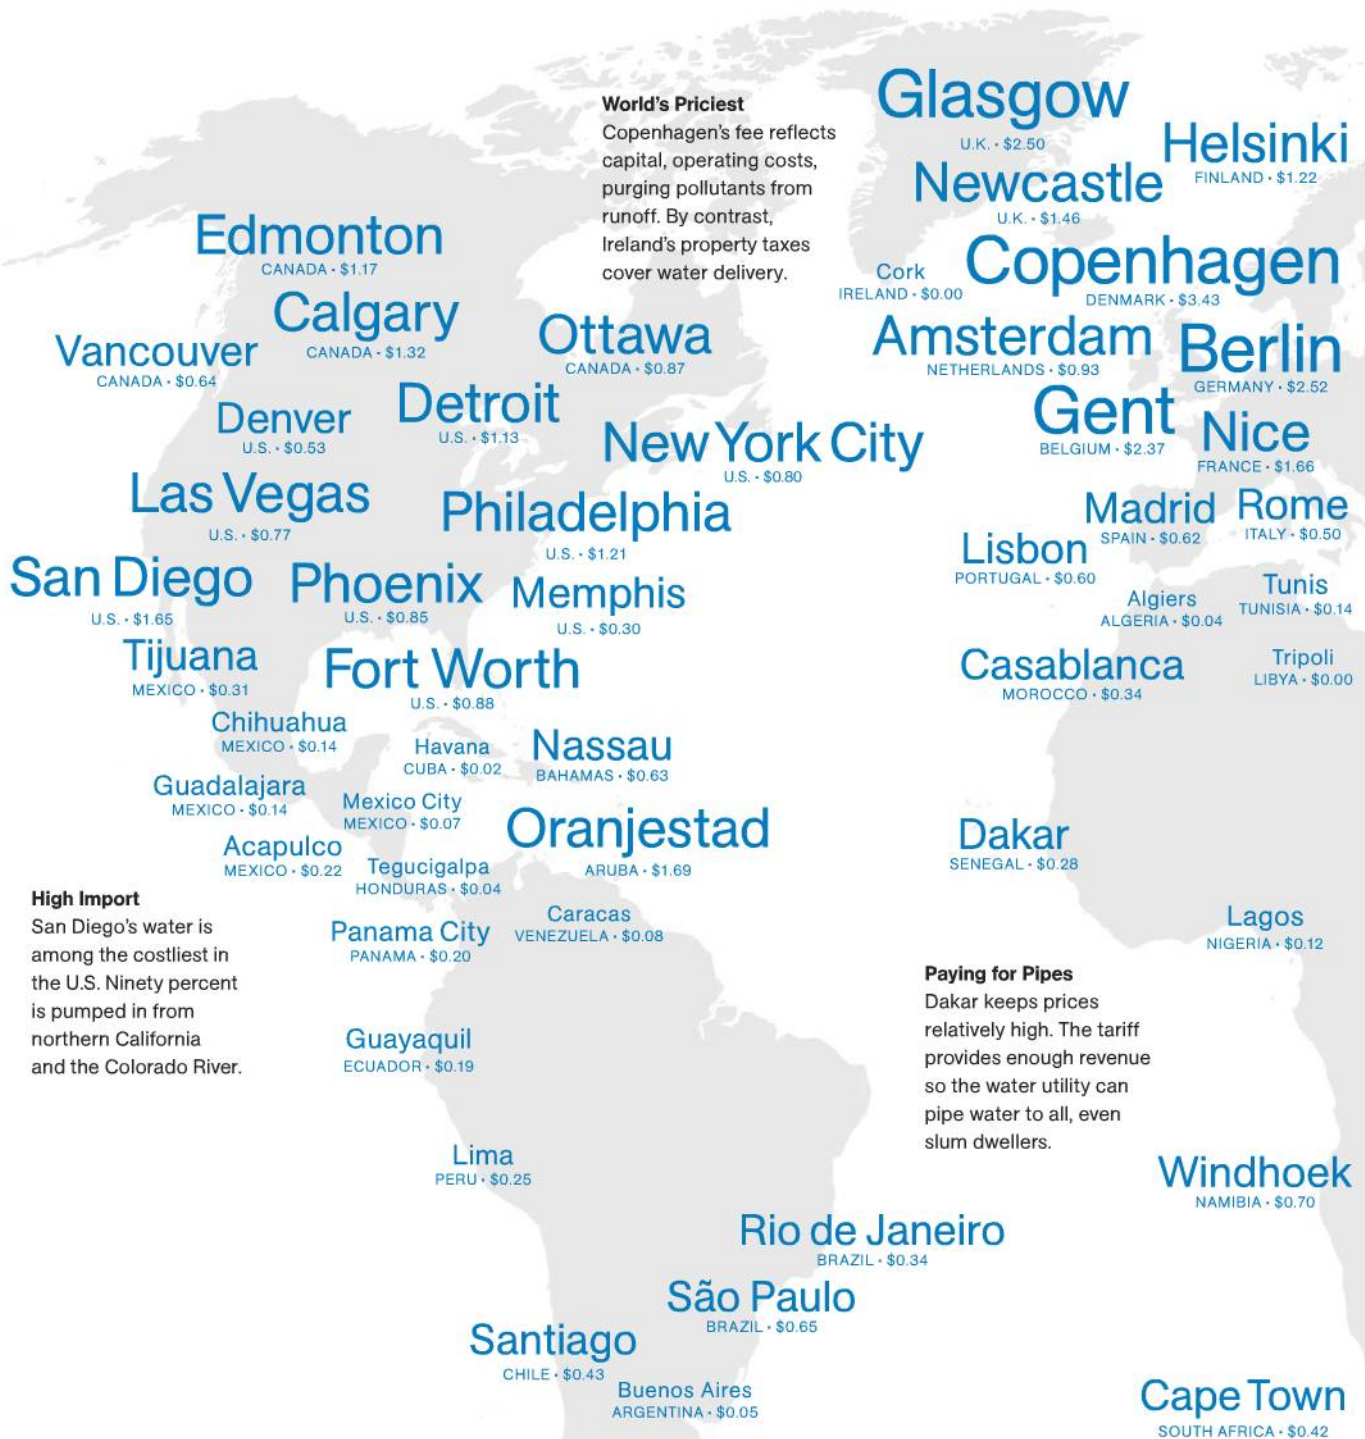 World's Priciest
Copenhagen's fee reflects
capital, operating costs,
purging pollutants from
runoff. By contrast,
Ireland's property taxes
cover water delivery.
Glasgow
U.K. • $2.50
Helsinki
FINLAND • $1.22
Newcastle
U.K. • $1.46
Edmonton
CANADA • $1.17
Cork
IRELAND • $0.00
Copenhagen
DENMARK • $3.43
Calgary
CANADA • $1.32
Vancouver
CANADA • $0.64
Ottawa
CANADA • $0.87
Amsterdam
NETHERLANDS • $0.93
Berlin
GERMANY • $2.52
Denver
U.S. • $0.53
Detroit
U.S. • $1.13
New York City
U.S. • $0.80
Gent
BELGIUM • $2.37
Nice
FRANCE • $1.66
Las Vegas
U.S. • $0.77
Philadelphia
U.S. • $1.21
Madrid
SPAIN • $0.62
Rome
ITALY • $0.50
Lisbon
PORTUGAL • $0.60
San Diego
U.S. • $1.65
Phoenix
U.S. • $0.85
Memphis
U.S. • $0.30
Algiers
ALGERIA • $0.04
Tunis
TUNISIA • $0.14
Tijuana
MEXICO • $0.31
Fort Worth
U.S. • $0.88
Casablanca
MOROCCO • $0.34
Tripoli
LIBYA • $0.00
Chihuahua
MEXICO • $0.14
Havana
CUBA • $0.02
Nassau
BAHAMAS • $0.63
Guadalajara
MEXICO • $0.14
Mexico City
MEXICO • $0.07
Oranjestad
ARUBA • $1.69
Dakar
SENEGAL • $0.28
Acapulco
MEXICO • $0.22
Tegucigalpa
HONDURAS • $0.04
High Import
San Diego's water is
among the costliest in
the U.S. Ninety percent
is pumped in from
northern California
and the Colorado River.
Panama City
PANAMA • $0.20
Caracas
VENEZUELA • $0.08
Lagos
NIGERIA • $0.12
Paying for Pipes
Dakar keeps prices
relatively high. The tariff
provides enough revenue
so the water utility can
pipe water to all, even
slum dwellers.
Guayaquil
ECUADOR • $0.19
Lima
PERU • $0.25
Windhoek
NAMIBIA • $0.70
Rio de Janeiro
BRAZIL • $0.34
São Paulo
BRAZIL • $0.65
Santiago
CHILE • $0.43
Buenos Aires
ARGENTINA • $0.05
Cape Town
SOUTH AFRICA • $0.42